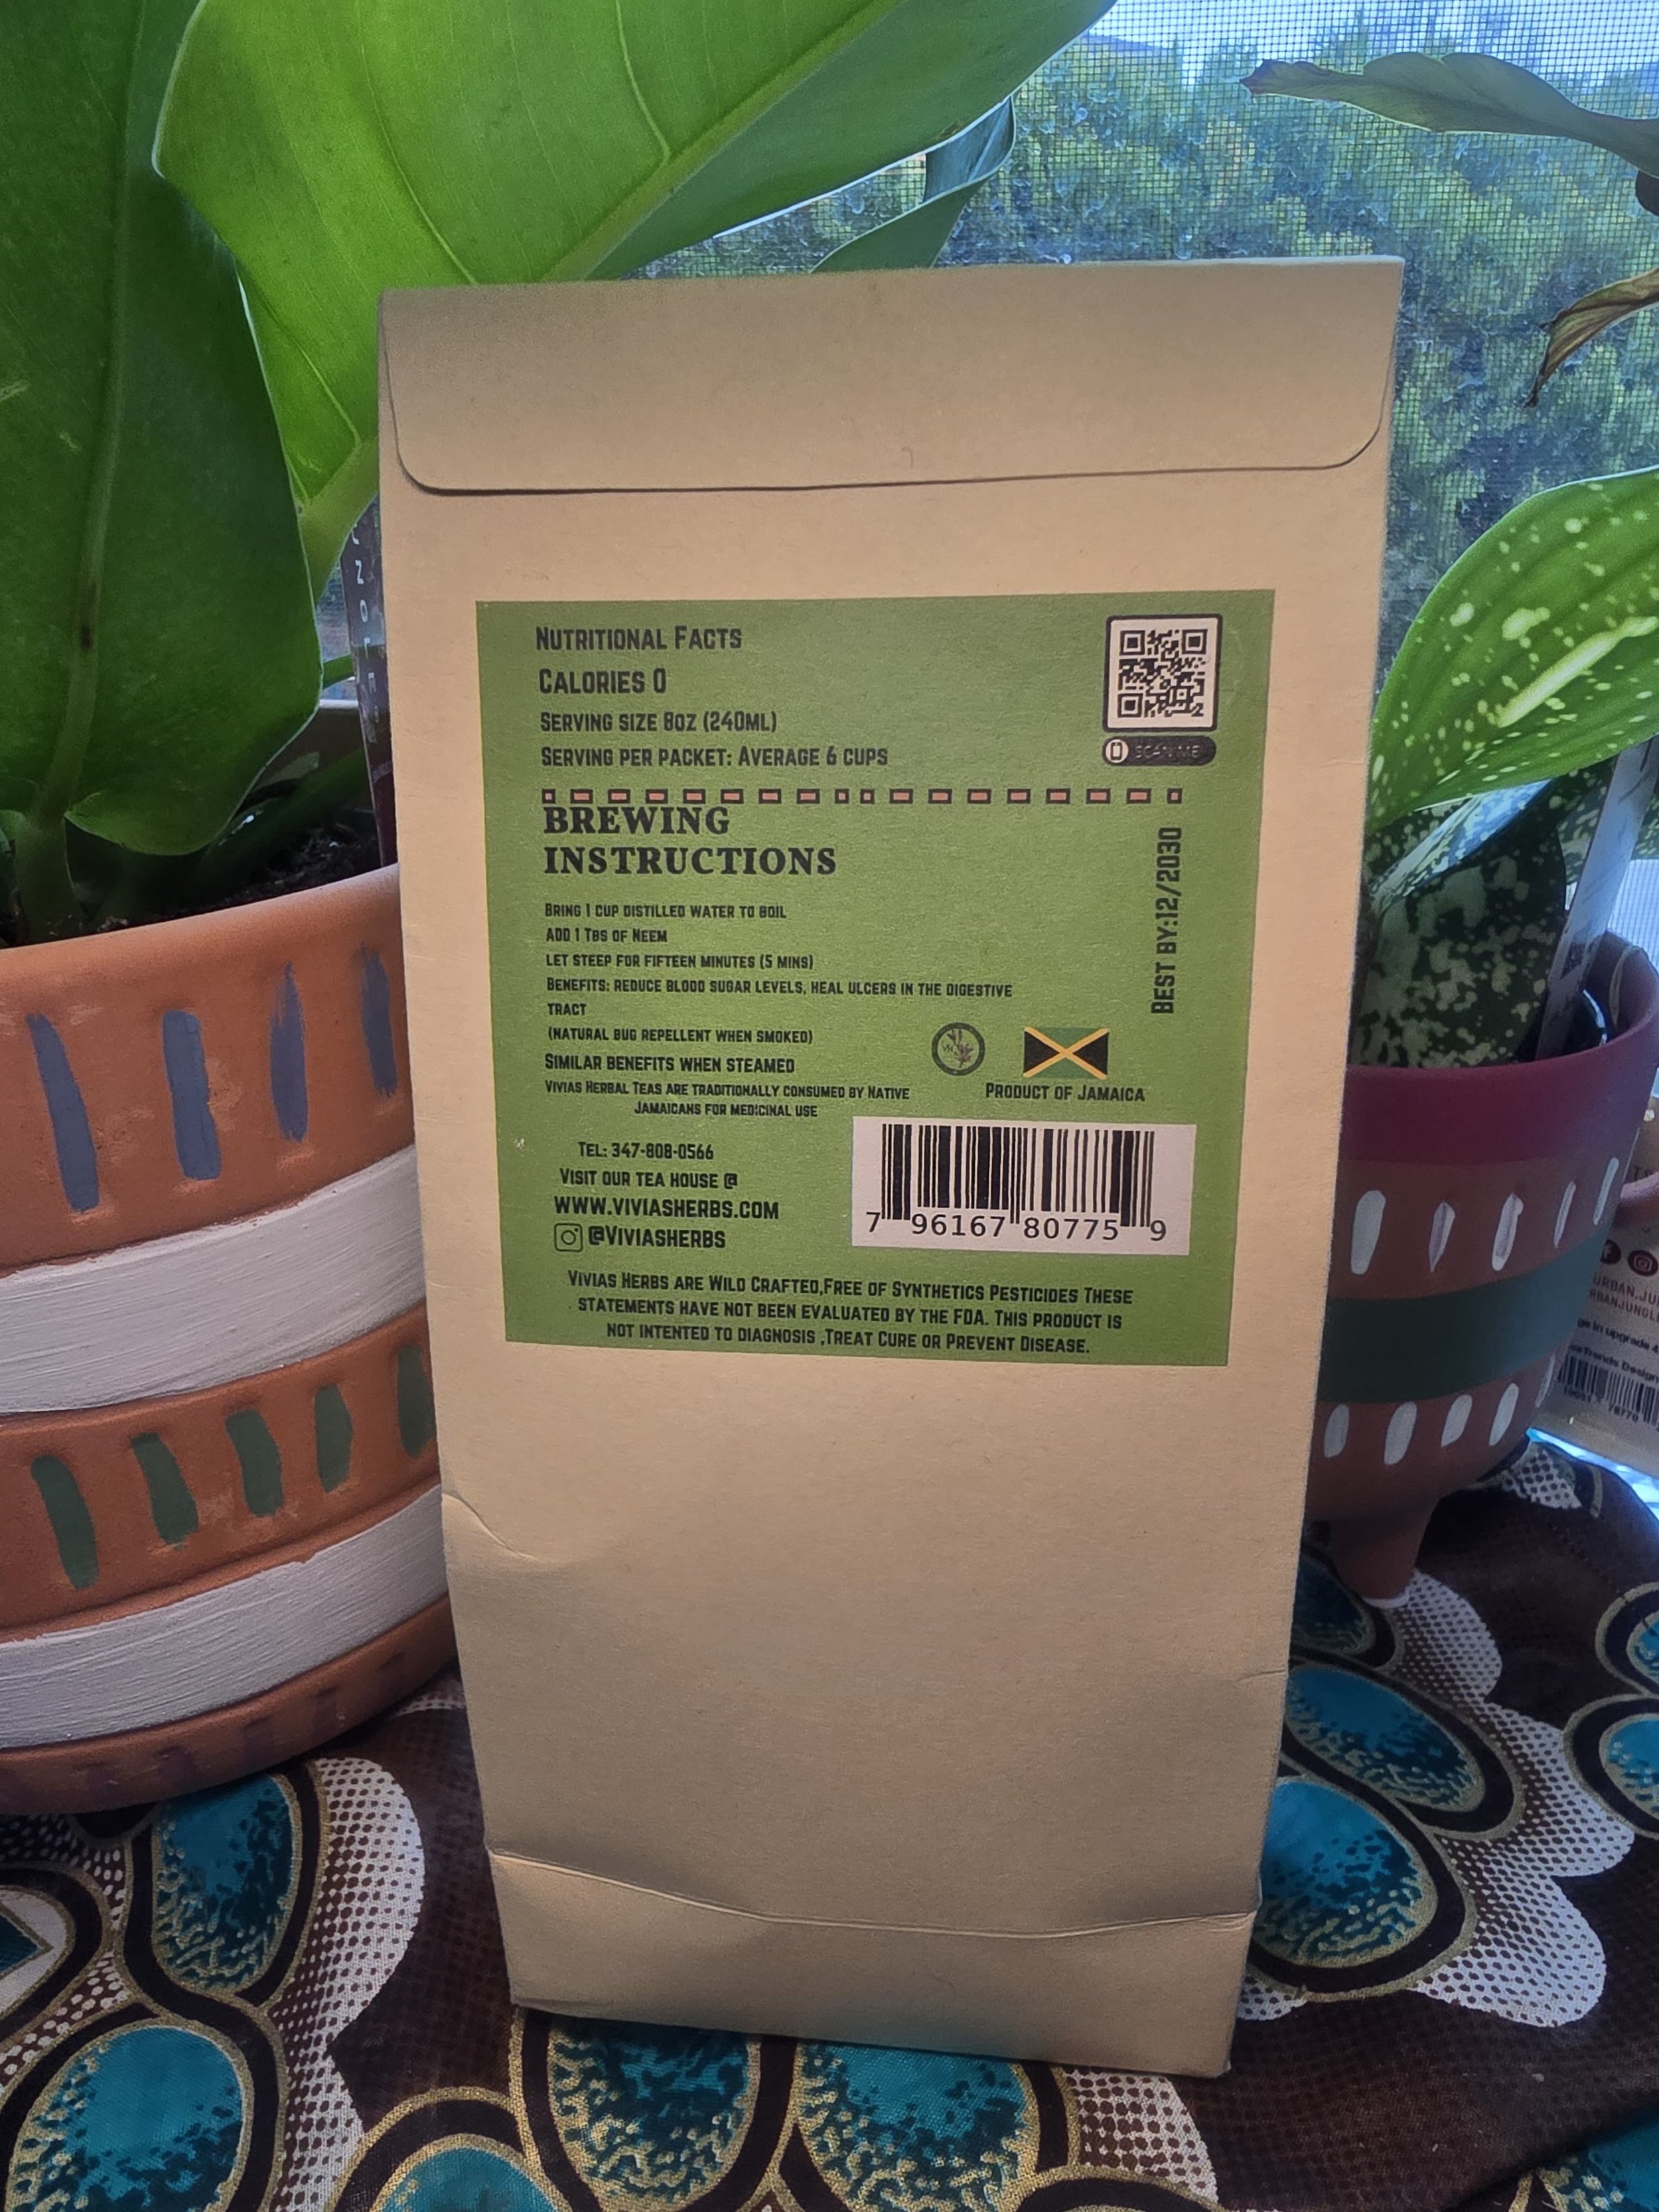 Nutritional Facts
Calories 0
Serving size 8oz (240ml)
Serving per packet: Average 6 cups
SCAN ME
BREWING
INSTRUCTIONS
Bring 1 cup distilled water to boil
add 1 Tbs of Neem
let steep for fifteen minutes (5 mins)
Benefits: reduce blood sugar levels, heal ulcers in the digestive
tract
(natural bug repellent when smoked)
Similar benefits when steamed
Vivias Herbal Teas are traditionally consumed by Native
Jamaicans for medicinal use
Best by:12/2030
Product of Jamaica
Tel: 347-808-0566
Visit our tea house @
www.viviasherbs.com
@Viviasherbs
7 96167 80775 9
Vivias Herbs are Wild Crafted,Free of Synthetics Pesticides These
statements have not been evaluated by the FDA. This product is
not intented to diagnosis ,Treat Cure or Prevent Disease.